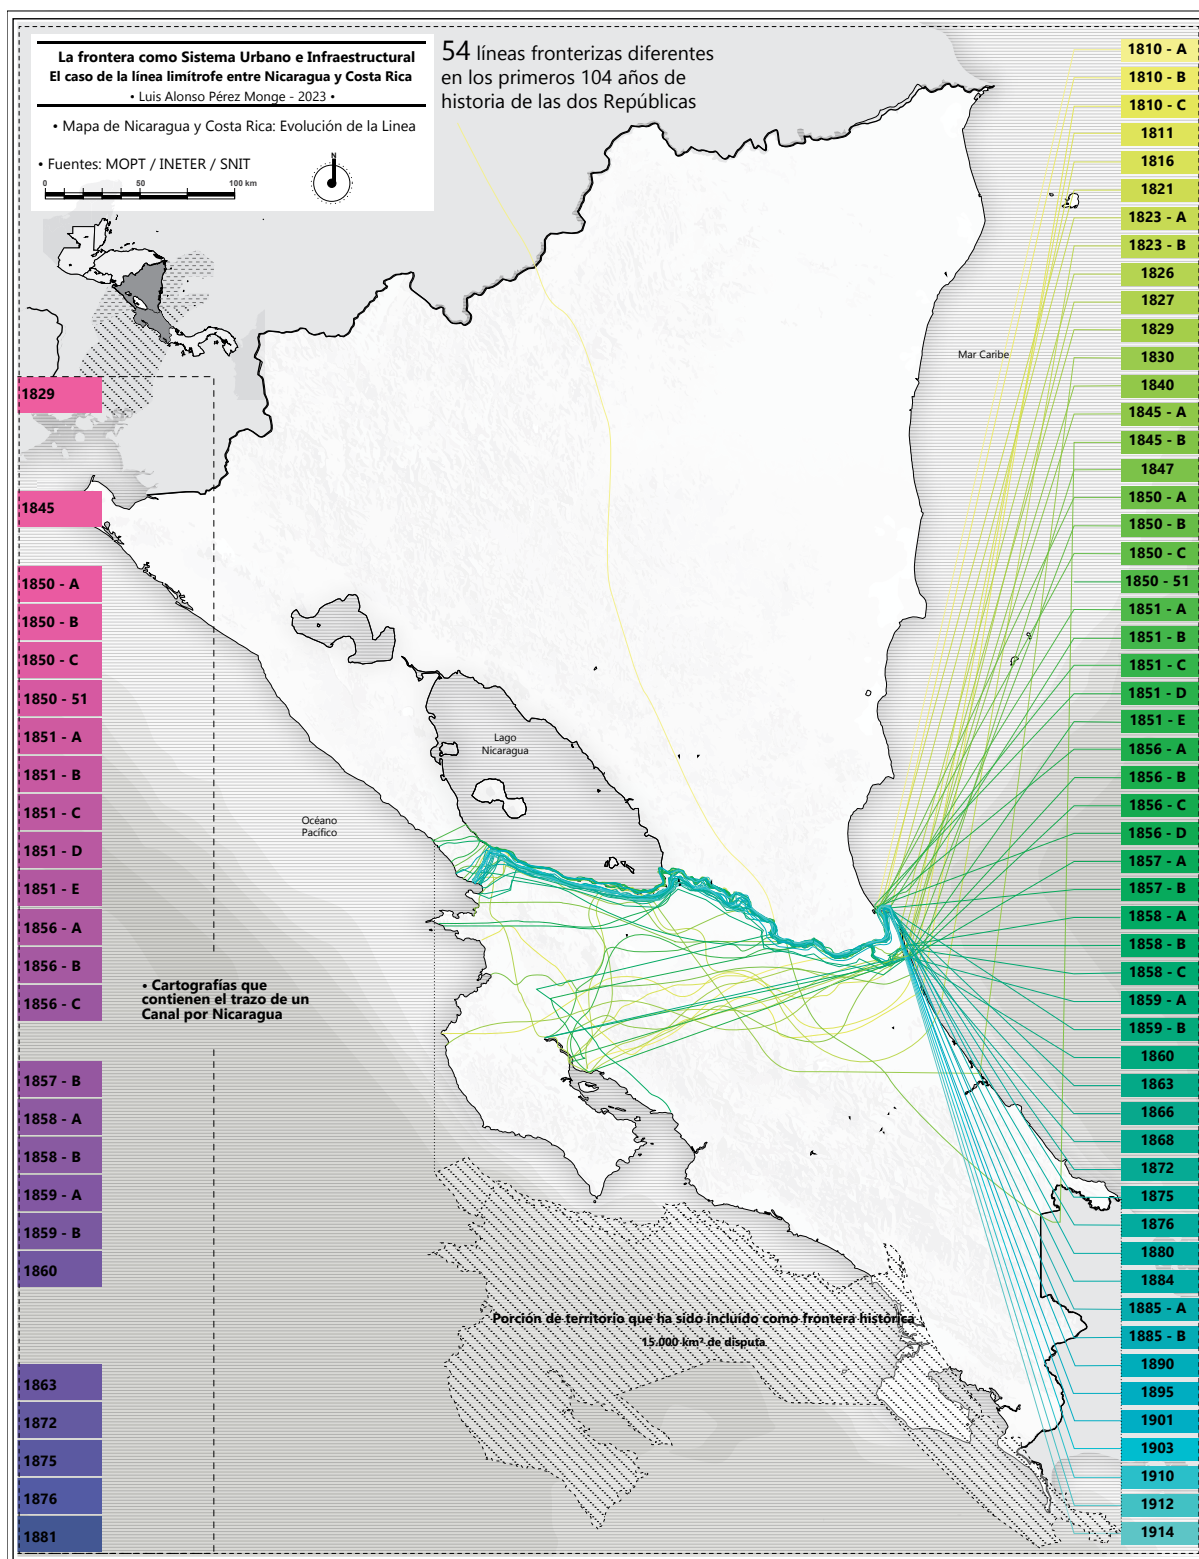 La frontera como Sistema Urbano e Infraestructural
El caso de la línea limítrofe entre Nicaragua y Costa Rica
• Luis Alonso Pérez Monge - 2023 •
• Mapa de Nicaragua y Costa Rica: Evolución de la Linea
• Fuentes: MOPT / INETER / SNIT
0 50 100 km
N
54 líneas fronterizas diferentes
en los primeros 104 años de
historia de las dos Repúblicas
Mar Caribe
Lago
Nicaragua
Océano
Pacífico
• Cartografías que
contienen el trazo de un
Canal por Nicaragua
Porción de territorio que ha sido incluído como frontera histórica
15.000 km² de disputa
1829
1845
1850 - A
1850 - B
1850 - C
1850 - 51
1851 - A
1851 - B
1851 - C
1851 - D
1851 - E
1856 - A
1856 - B
1856 - C
1857 - B
1858 - A
1858 - B
1859 - A
1859 - B
1860
1863
1872
1875
1876
1881
1810 - A
1810 - B
1810 - C
1811
1816
1821
1823 - A
1823 - B
1826
1827
1829
1830
1840
1845 - A
1845 - B
1847
1850 - A
1850 - B
1850 - C
1850 - 51
1851 - A
1851 - B
1851 - C
1851 - D
1851 - E
1856 - A
1856 - B
1856 - C
1856 - D
1857 - A
1857 - B
1858 - A
1858 - B
1858 - C
1859 - A
1859 - B
1860
1863
1866
1868
1872
1875
1876
1880
1884
1885 - A
1885 - B
1890
1895
1901
1903
1910
1912
1914